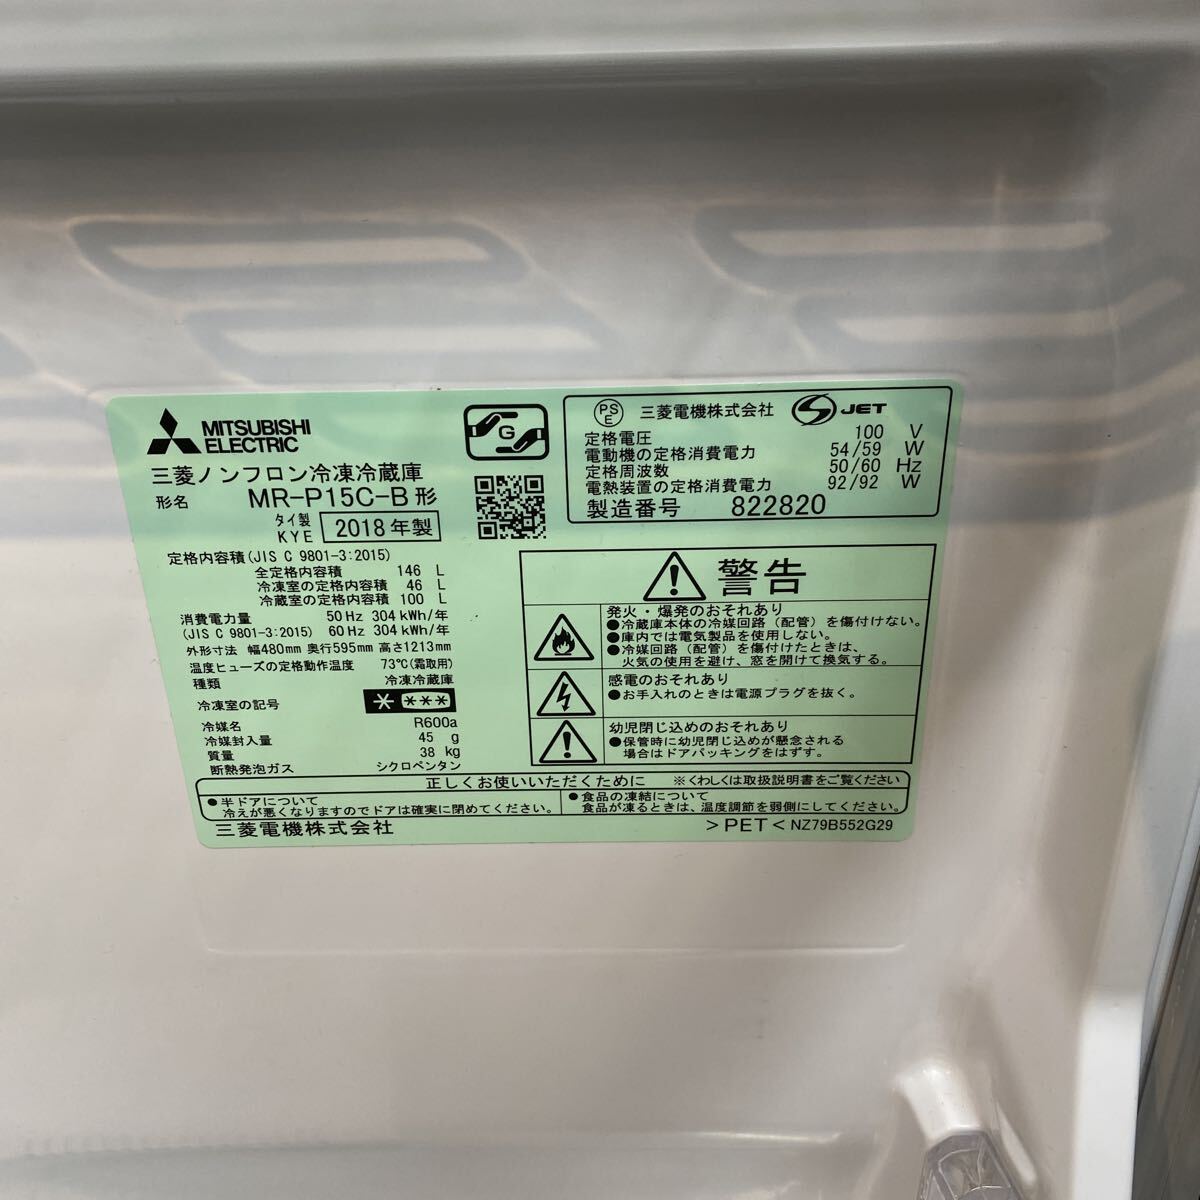 MITSUBISHI
ELECTRIC
G
三菱ノンフロン冷凍冷蔵庫
形名 MR-P15C-B形
タイ製
KYE 2018年製
PSE 三菱電機株式会社 S JET
定格電圧 100 V
電動機の定格消費電力 54/59 W
定格周波数 50/60 Hz
電熱装置の定格消費電力 92/92 W
製造番号 822820
定格内容積(JIS C 9801-3:2015)
全定格内容積 146 L
冷凍室の定格内容積 46 L
冷蔵室の定格内容積 100 L
消費電力量 50Hz 304kWh/年
(JIS C 9801-3:2015) 60Hz 304kWh/年
外形寸法 幅480mm 奥行595mm 高さ1213mm
温度ヒューズの定格動作温度 73℃(霜取用)
種類 冷凍冷蔵庫
冷凍室の記号 * ***
冷媒名 R600a
冷媒封入量 45 g
質量 38 kg
断熱発泡ガス シクロペンタン
警告
発火・爆発のおそれあり
●冷蔵庫本体の冷媒回路(配管)を傷付けない。
●庫内では電気製品を使用しない。
●冷媒回路(配管)を傷付けたときは、
火気の使用を避け、窓を開けて換気する。
感電のおそれあり
●お手入れのときは電源プラグを抜く。
幼児閉じ込めのおそれあり
●保管時に幼児閉じ込めが懸念される
場合はドアパッキングをはずす。
正しくお使いいただくために ※くわしくは取扱説明書をご覧ください
●半ドアについて
冷えが悪くなりますのでドアは確実に閉めてください。
●食品の凍結について
食品が凍るときは、温度調節を弱側にしてください。
三菱電機株式会社 >PET< NZ79B552G29